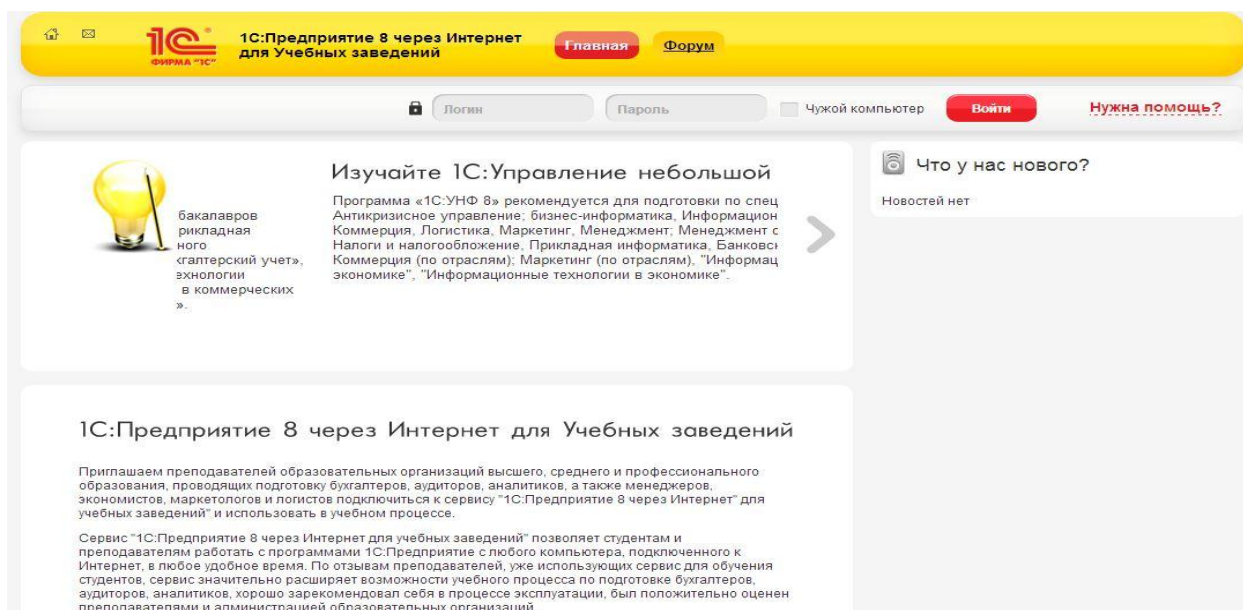 1С®
ФИРМА "1С"
1С:Предприятие 8 через Интернет
для Учебных заведений
Главная
Форум
Логин
Пароль
Чужой компьютер
Войти
Нужна помощь?
бакалавров
рикладная
ного
хгалтерский учет»,
ехнологии
в коммерческих
».
Изучайте 1С:Управление небольшой
Программа «1С:УНФ 8» рекомендуется для подготовки по спец
Антикризисное управление; бизнес-информатика, Информацион
Коммерция, Логистика, Маркетинг, Менеджмент; Менеджмент с
Налоги и налогообложение, Прикладная информатика, Банковск
Коммерция (по отраслям); Маркетинг (по отраслям), "Информац
экономике", "Информационные технологии в экономике".
Что у нас нового?
Новостей нет
1С:Предприятие 8 через Интернет для Учебных заведений
Приглашаем преподавателей образовательных организаций высшего, среднего и профессионального
образования, проводящих подготовку бухгалтеров, аудиторов, аналитиков, а также менеджеров,
экономистов, маркетологов и логистов подключиться к сервису "1С:Предприятие 8 через Интернет" для
учебных заведений" и использовать в учебном процессе.
Сервис "1С:Предприятие 8 через Интернет для учебных заведений" позволяет студентам и
преподавателям работать с программами 1С:Предприятие с любого компьютера, подключенного к
Интернет, в любое удобное время. По отзывам преподавателей, уже использующих сервис для обучения
студентов, сервис значительно расширяет возможности учебного процесса по подготовке бухгалтеров,
аудиторов, аналитиков, хорошо зарекомендовал себя в процессе эксплуатации, был положительно оценен
преподавателями и администрацией образовательных организаций